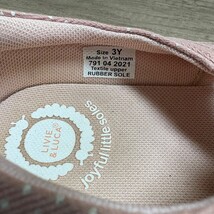 Size 3Y
Made in Vietnam
791 04 2021
Textile upper
RUBBER SOLE
LIVIE
& LUCA
Joyful little soles